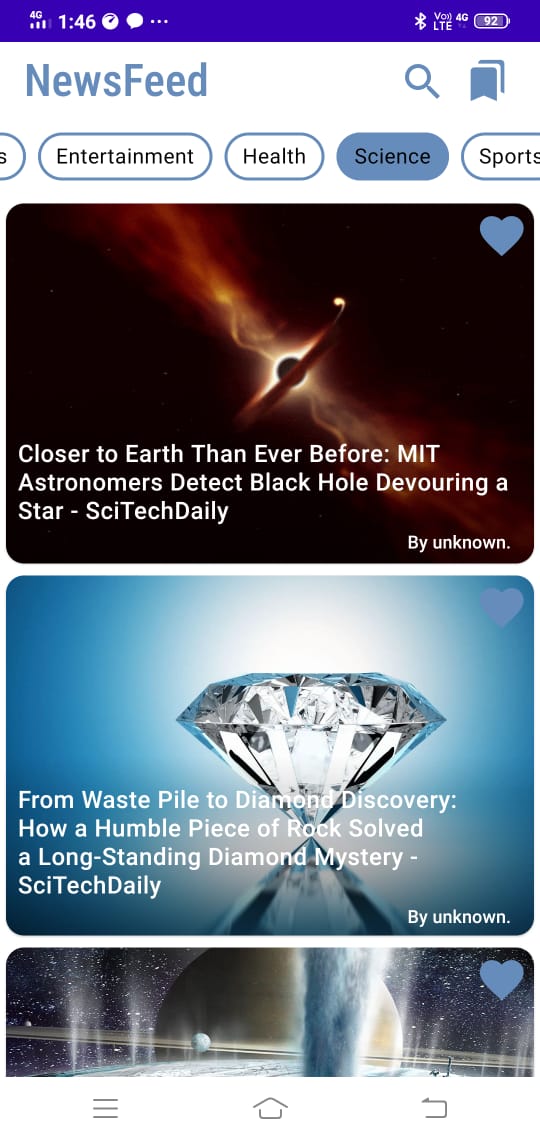 4G 1:46 ••• Vo) LTE 4G 92
NewsFeed
s Entertainment Health Science Sports
Closer to Earth Than Ever Before: MIT
Astronomers Detect Black Hole Devouring a
Star - SciTechDaily
By unknown.
From Waste Pile to Diamond Discovery:
How a Humble Piece of Rock Solved
a Long-Standing Diamond Mystery -
SciTechDaily
By unknown.